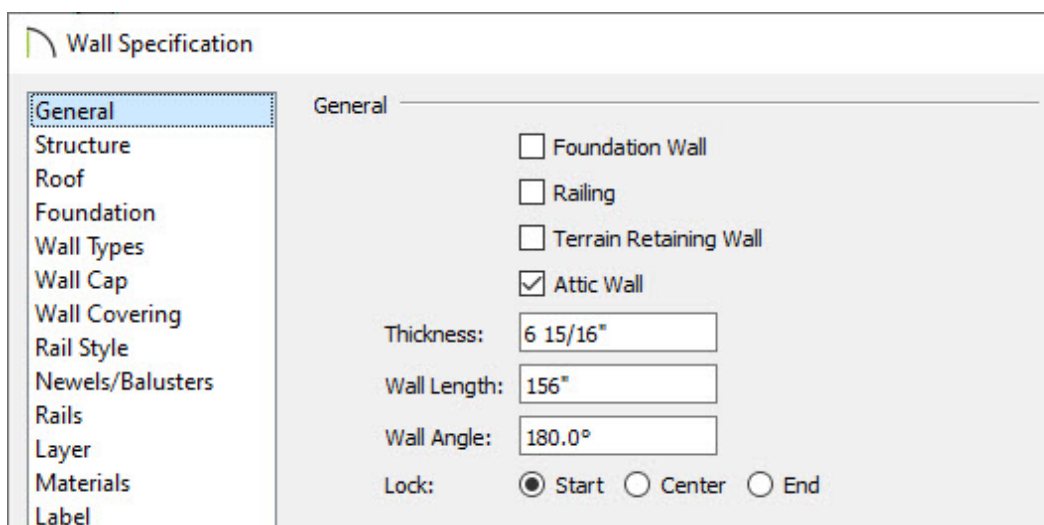 Wall Specification
General
Structure
Roof
Foundation
Wall Types
Wall Cap
Wall Covering
Rail Style
Newels/Balusters
Rails
Layer
Materials
Label
General
Foundation Wall
Railing
Terrain Retaining Wall
Attic Wall
Thickness: 6 15/16"
Wall Length: 156"
Wall Angle: 180.0°
Lock: Start Center End